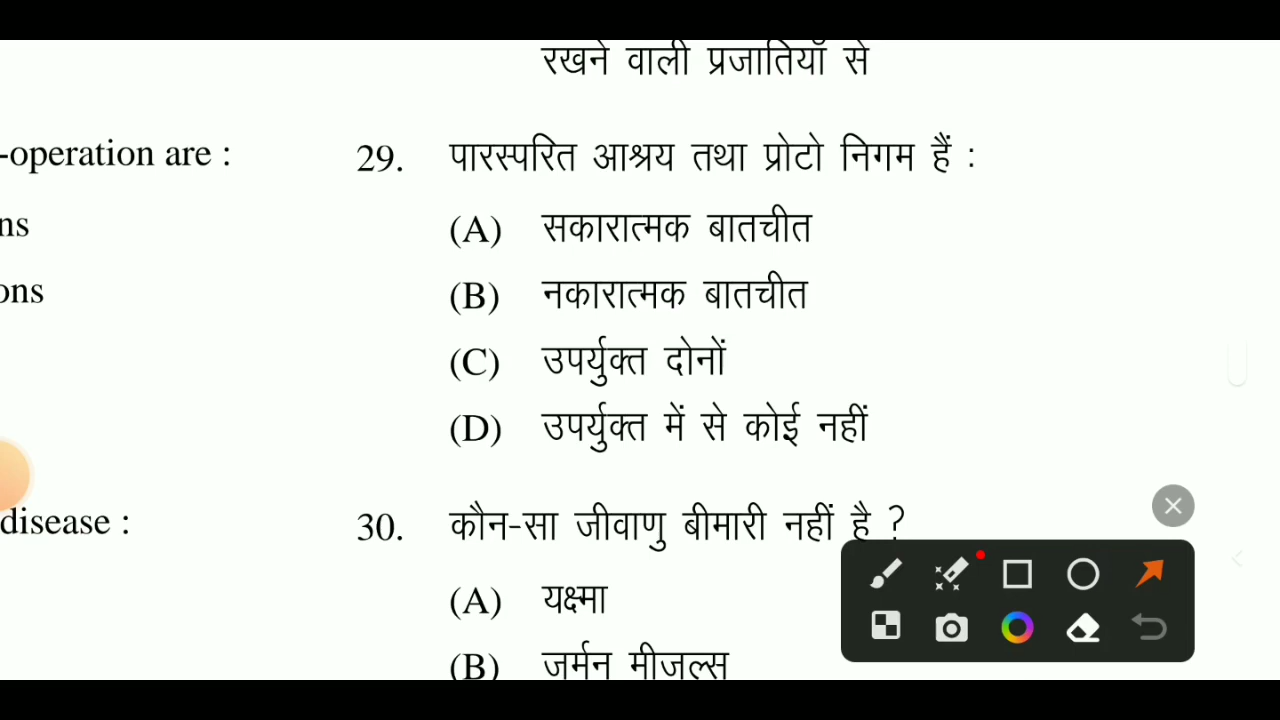 रखने वाली प्रजातियाँ से
-operation are :
29. पारस्परित आश्रय तथा प्रोटो निगम हैं :
(A) सकारात्मक बातचीत
ns
(B) नकारात्मक बातचीत
ons
(C) उपर्युक्त दोनों
(D) उपर्युक्त में से कोई नहीं
disease :
30. कौन-सा जीवाणु बीमारी नहीं है ?
(A) यक्ष्मा
(B) जर्मन मीजल्स